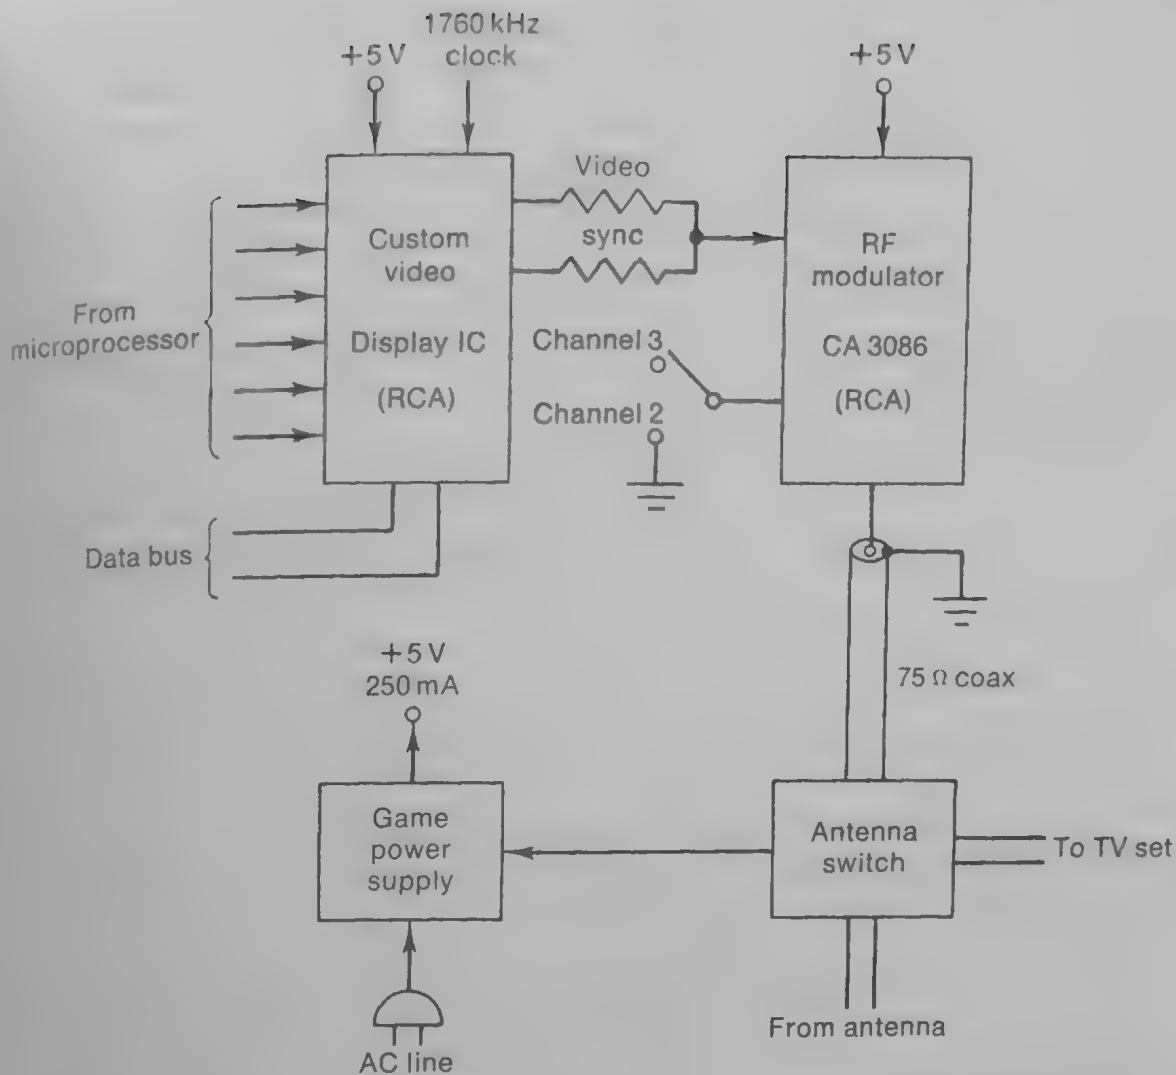 1760 kHz
clock
+5 V
+5 V
Video
sync
Custom
video
Display IC
(RCA)
RF
modulator
CA 3086
(RCA)
From
microprocessor
Channel 3
Channel 2
Data bus
+5 V
250 mA
75 Ω coax
Game
power
supply
Antenna
switch
To TV set
From antenna
AC line